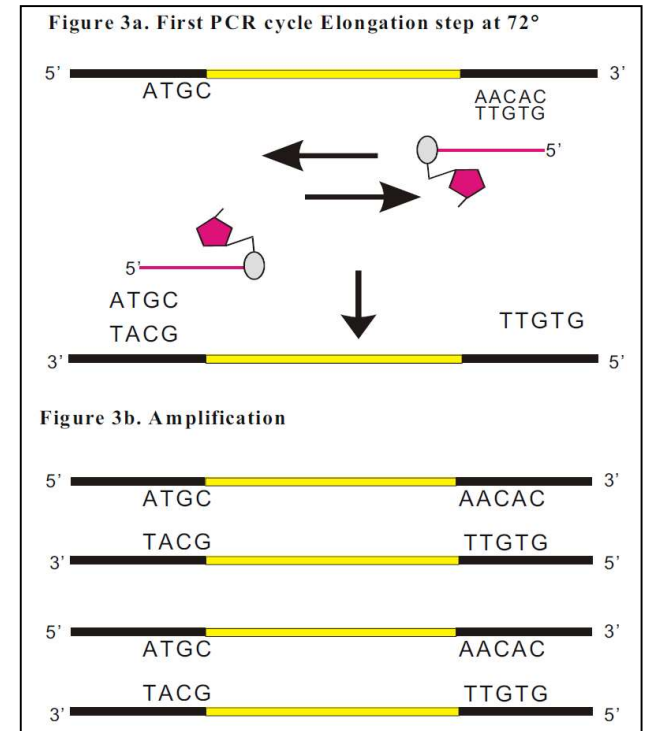 Figure 3a. First PCR cycle Elongation step at 72°
5’ 3’
ATGC AACAC
TTGTG
5’
5’
ATGC
TACG TTGTG
3’ 5’
Figure 3b. Amplification
5’ 3’
ATGC AACAC
TACG TTGTG
3’ 5’
5’ 3’
ATGC AACAC
TACG TTGTG
3’ 5’